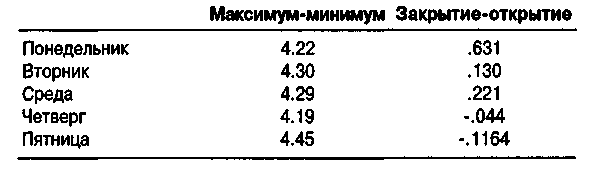 Максимум-минимум Закрытие-открытие
Понедельник 4.22 .631
Вторник 4.30 .130
Среда 4.29 .221
Четверг 4.19 -.044
Пятница 4.45 -.1164